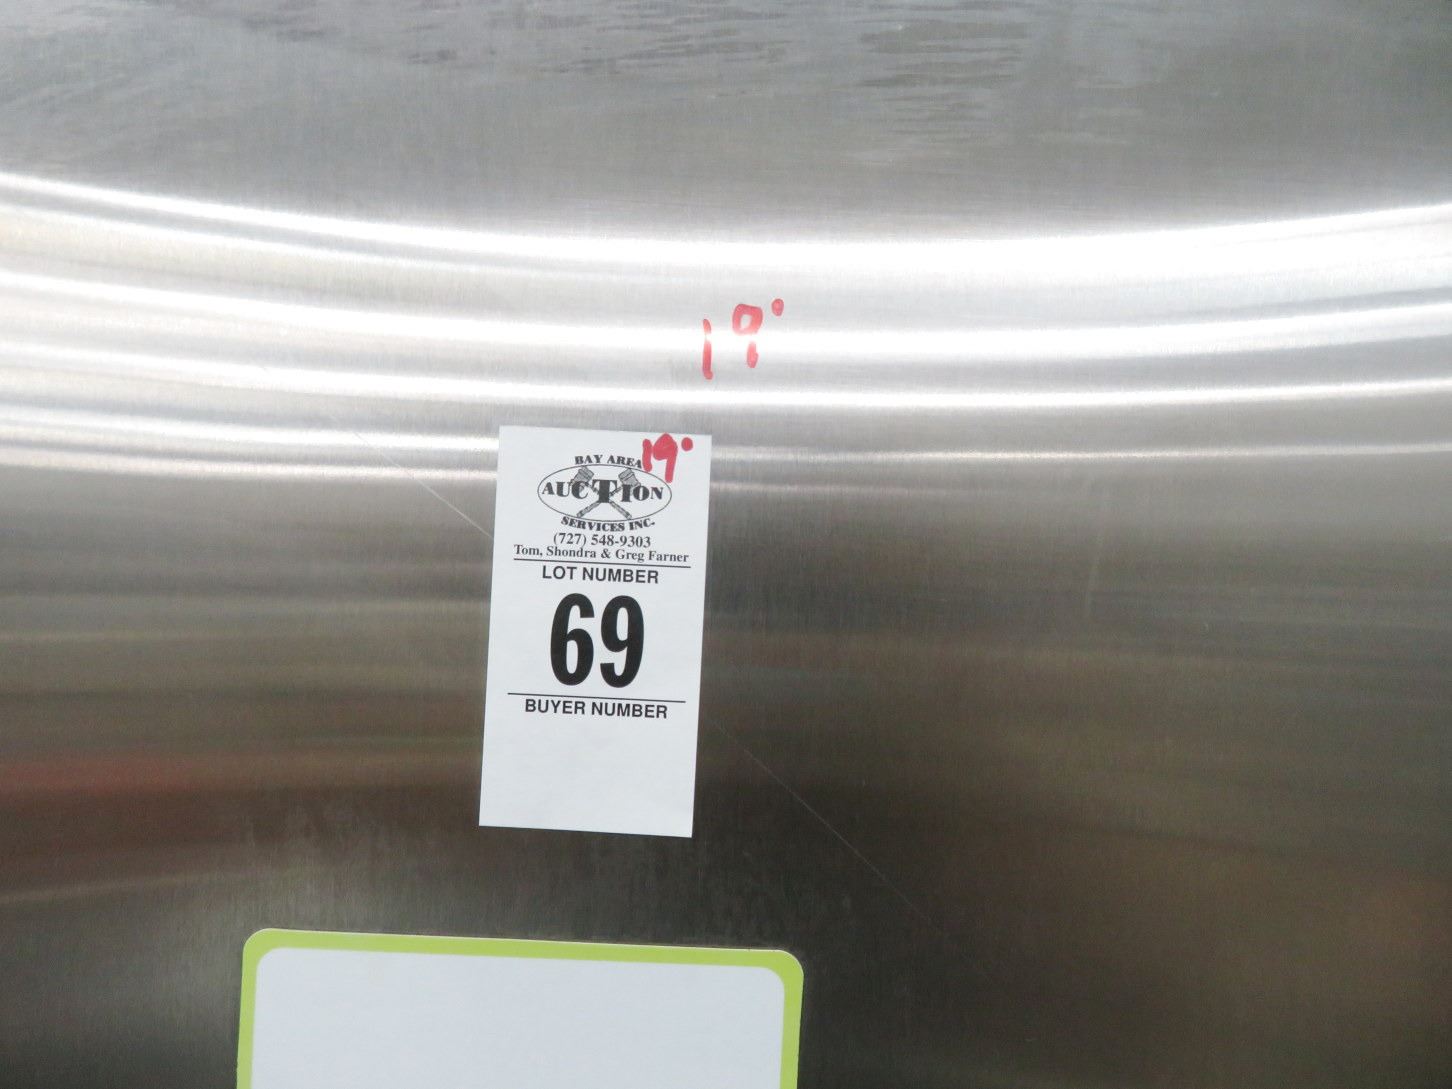 19°
19°
BAY AREA
AUCTION
SERVICES INC.
(727) 548-9303
Tom, Shondra & Greg Farner
LOT NUMBER
69
BUYER NUMBER